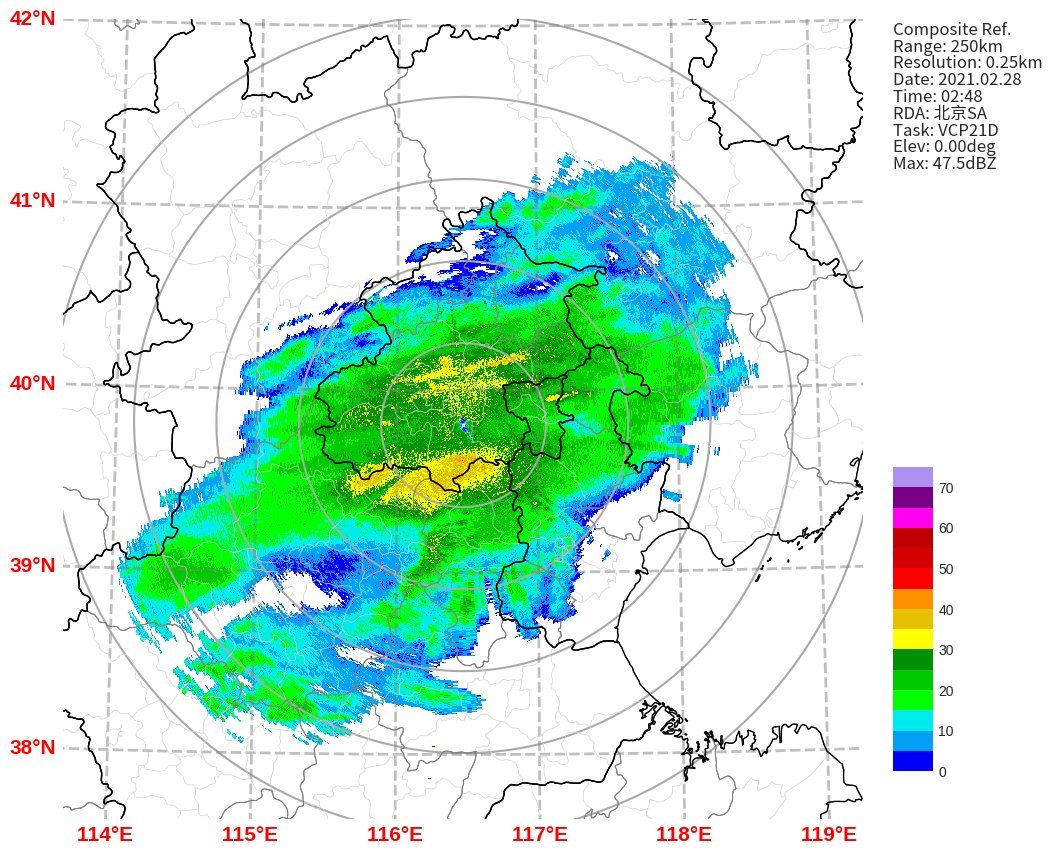 42°N
41°N
40°N
39°N
38°N
114°E 115°E 116°E 117°E 118°E 119°E
Composite Ref.
Range: 250km
Resolution: 0.25km
Date: 2021.02.28
Time: 02:48
RDA: 北京SA
Task: VCP21D
Elev: 0.00deg
Max: 47.5dBZ
70
60
50
40
30
20
10
0